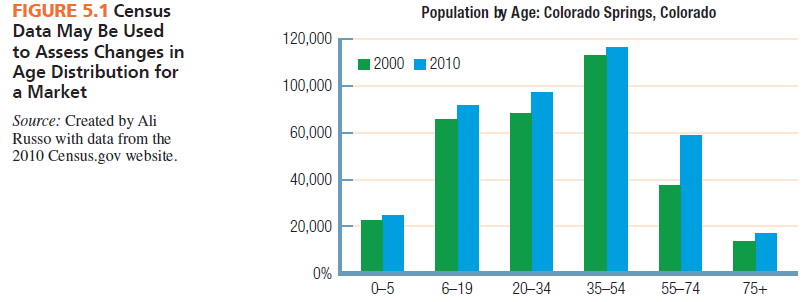 FIGURE 5.1 Census
Data May Be Used
to Assess Changes in
Age Distribution for
a Market
Source: Created by Ali
Russo with data from the
2010 Census.gov website.
Population by Age: Colorado Springs, Colorado
120,000
2000 2010
100,000
60,000
40,000
20,000
0%
0–5 6–19 20–34 35–54 55–74 75+